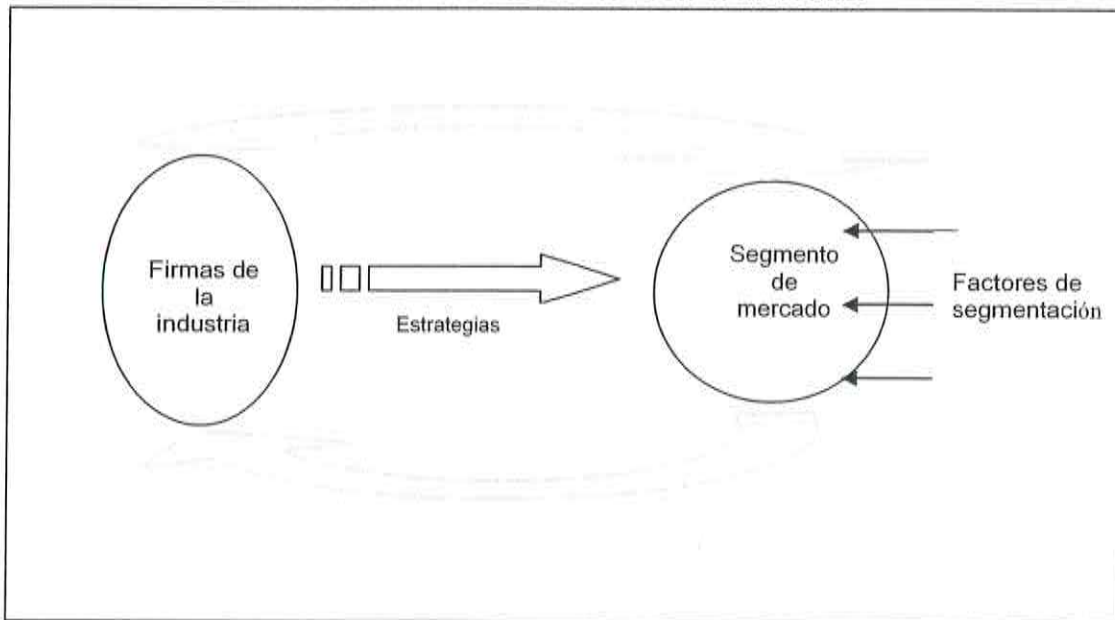 Firmas de
la
industria
Estrategias
Segmento
de
mercado
Factores de
segmentación